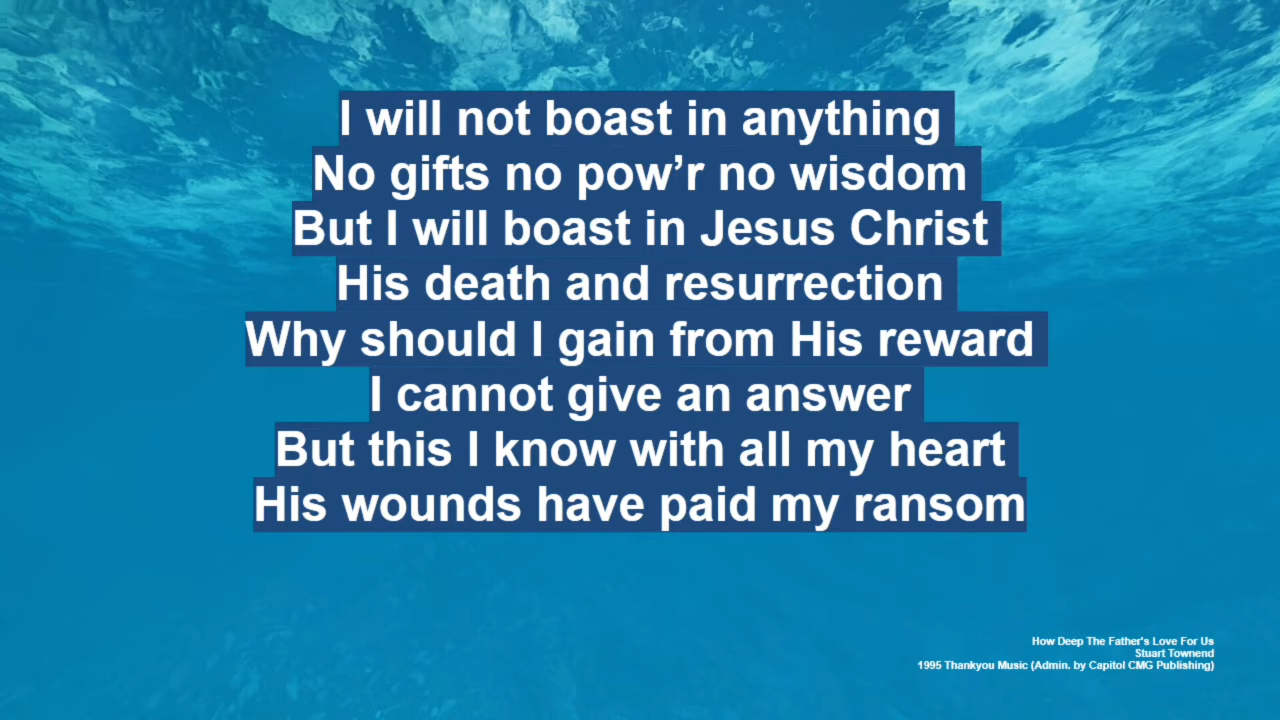 I will not boast in anything
No gifts no pow’r no wisdom
But I will boast in Jesus Christ
His death and resurrection
Why should I gain from His reward
I cannot give an answer
But this I know with all my heart
His wounds have paid my ransom
How Deep The Father's Love For Us
Stuart Townend
1995 Thankyou Music (Admin. by Capitol CMG Publishing)